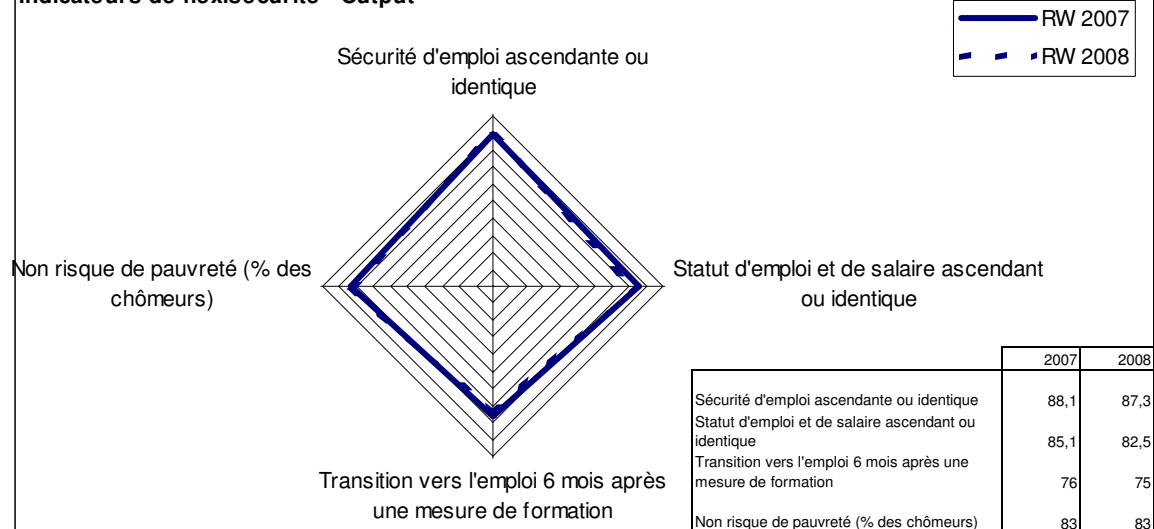 Indicateurs de flexisécurité - Output
RW 2007
RW 2008
Sécurité d'emploi ascendante ou
identique
Non risque de pauvreté (% des
chômeurs)
Statut d'emploi et de salaire ascendant
ou identique
Transition vers l'emploi 6 mois après
une mesure de formation
2007 2008
Sécurité d'emploi ascendante ou identique 88,1 87,3
Statut d'emploi et de salaire ascendant ou
identique 85,1 82,5
Transition vers l'emploi 6 mois après une
mesure de formation 76 75
Non risque de pauvreté (% des chômeurs) 83 83